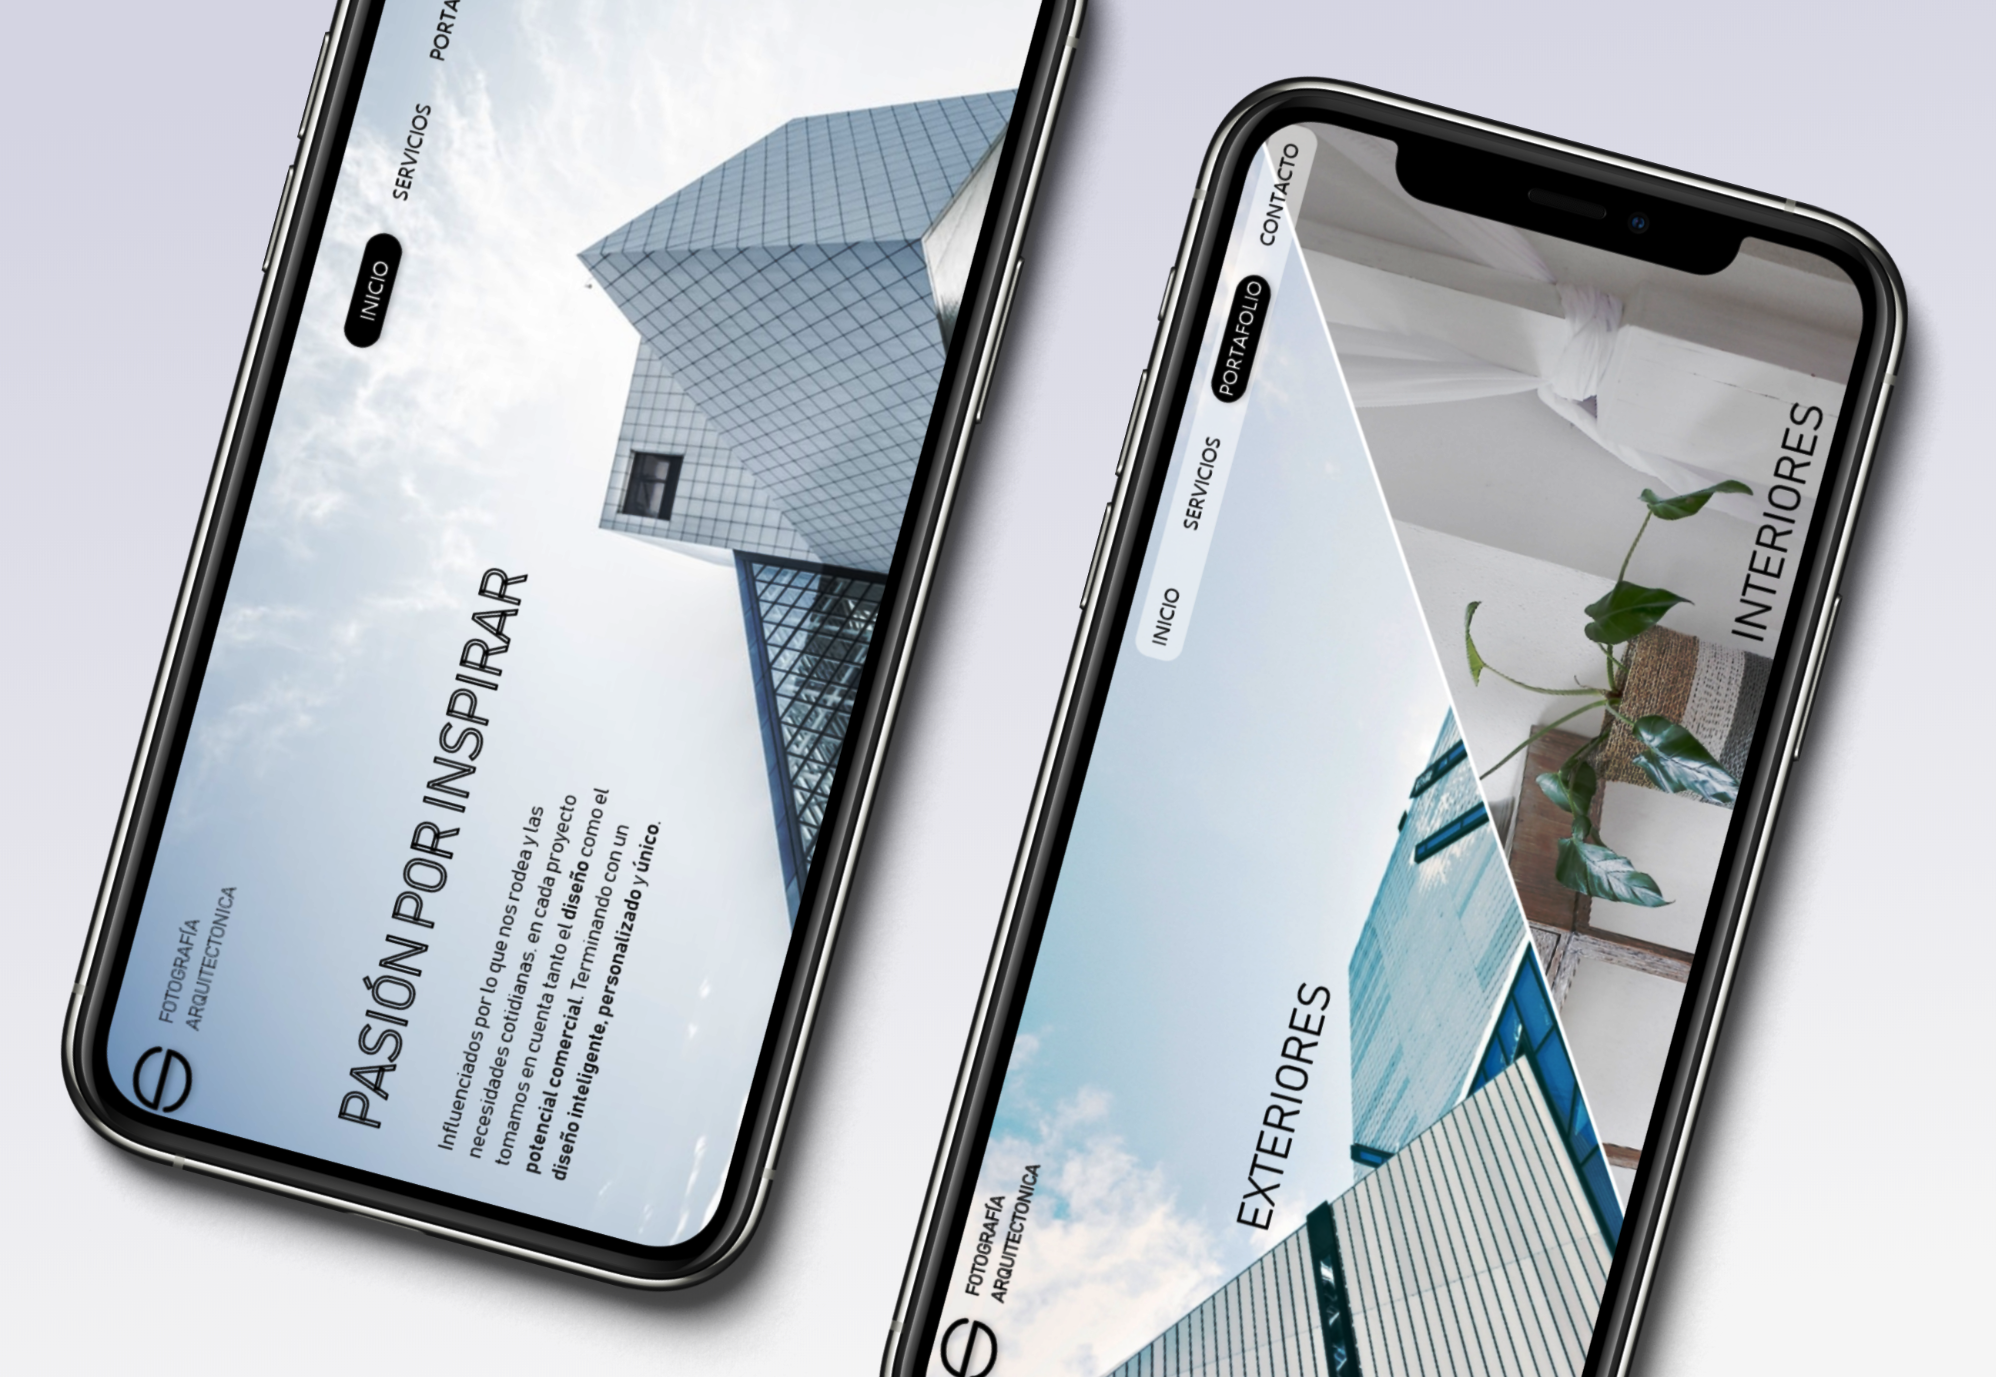 FOTOGRAFÍA
ARQUITECTONICA
INICIO
SERVICIOS
PORTA
PASIÓN POR INSPIRAR
Influenciados por lo que nos rodea y las
necesidades cotidianas. en cada proyecto
tomamos en cuenta tanto el diseño como el
potencial comercial. Terminando con un
diseño inteligente, personalizado y único.
FOTOGRAFÍA
ARQUITECTONICA
INICIO
SERVICIOS
PORTAFOLIO
CONTACTO
EXTERIORES
INTERIORES